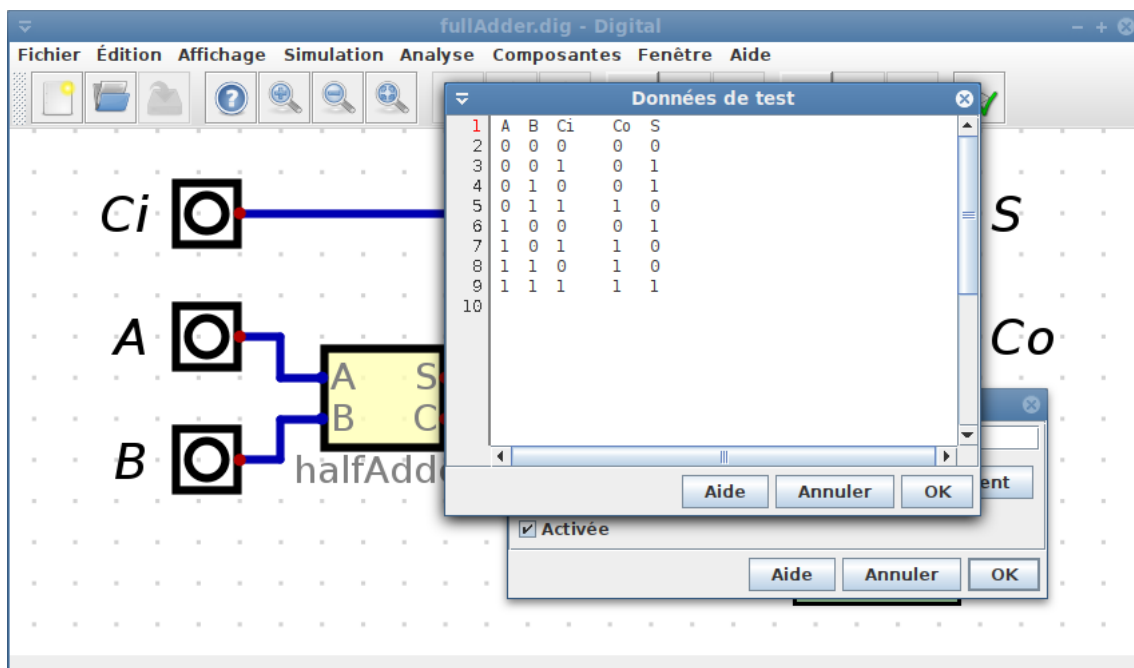 fullAdder.dig - Digital
Fichier Édition Affichage Simulation Analyse Composantes Fenêtre Aide
Données de test
1 A B Ci Co S
2 0 0 0 0 0
3 0 0 1 0 1
4 0 1 0 0 1
5 0 1 1 1 0
6 1 0 0 0 1
7 1 0 1 1 0
8 1 1 0 1 0
9 1 1 1 1 1
10
Ci
S
A
Co
A S
B C
B
halfAdde
Aide Annuler OK
ent
Activée
Aide Annuler OK